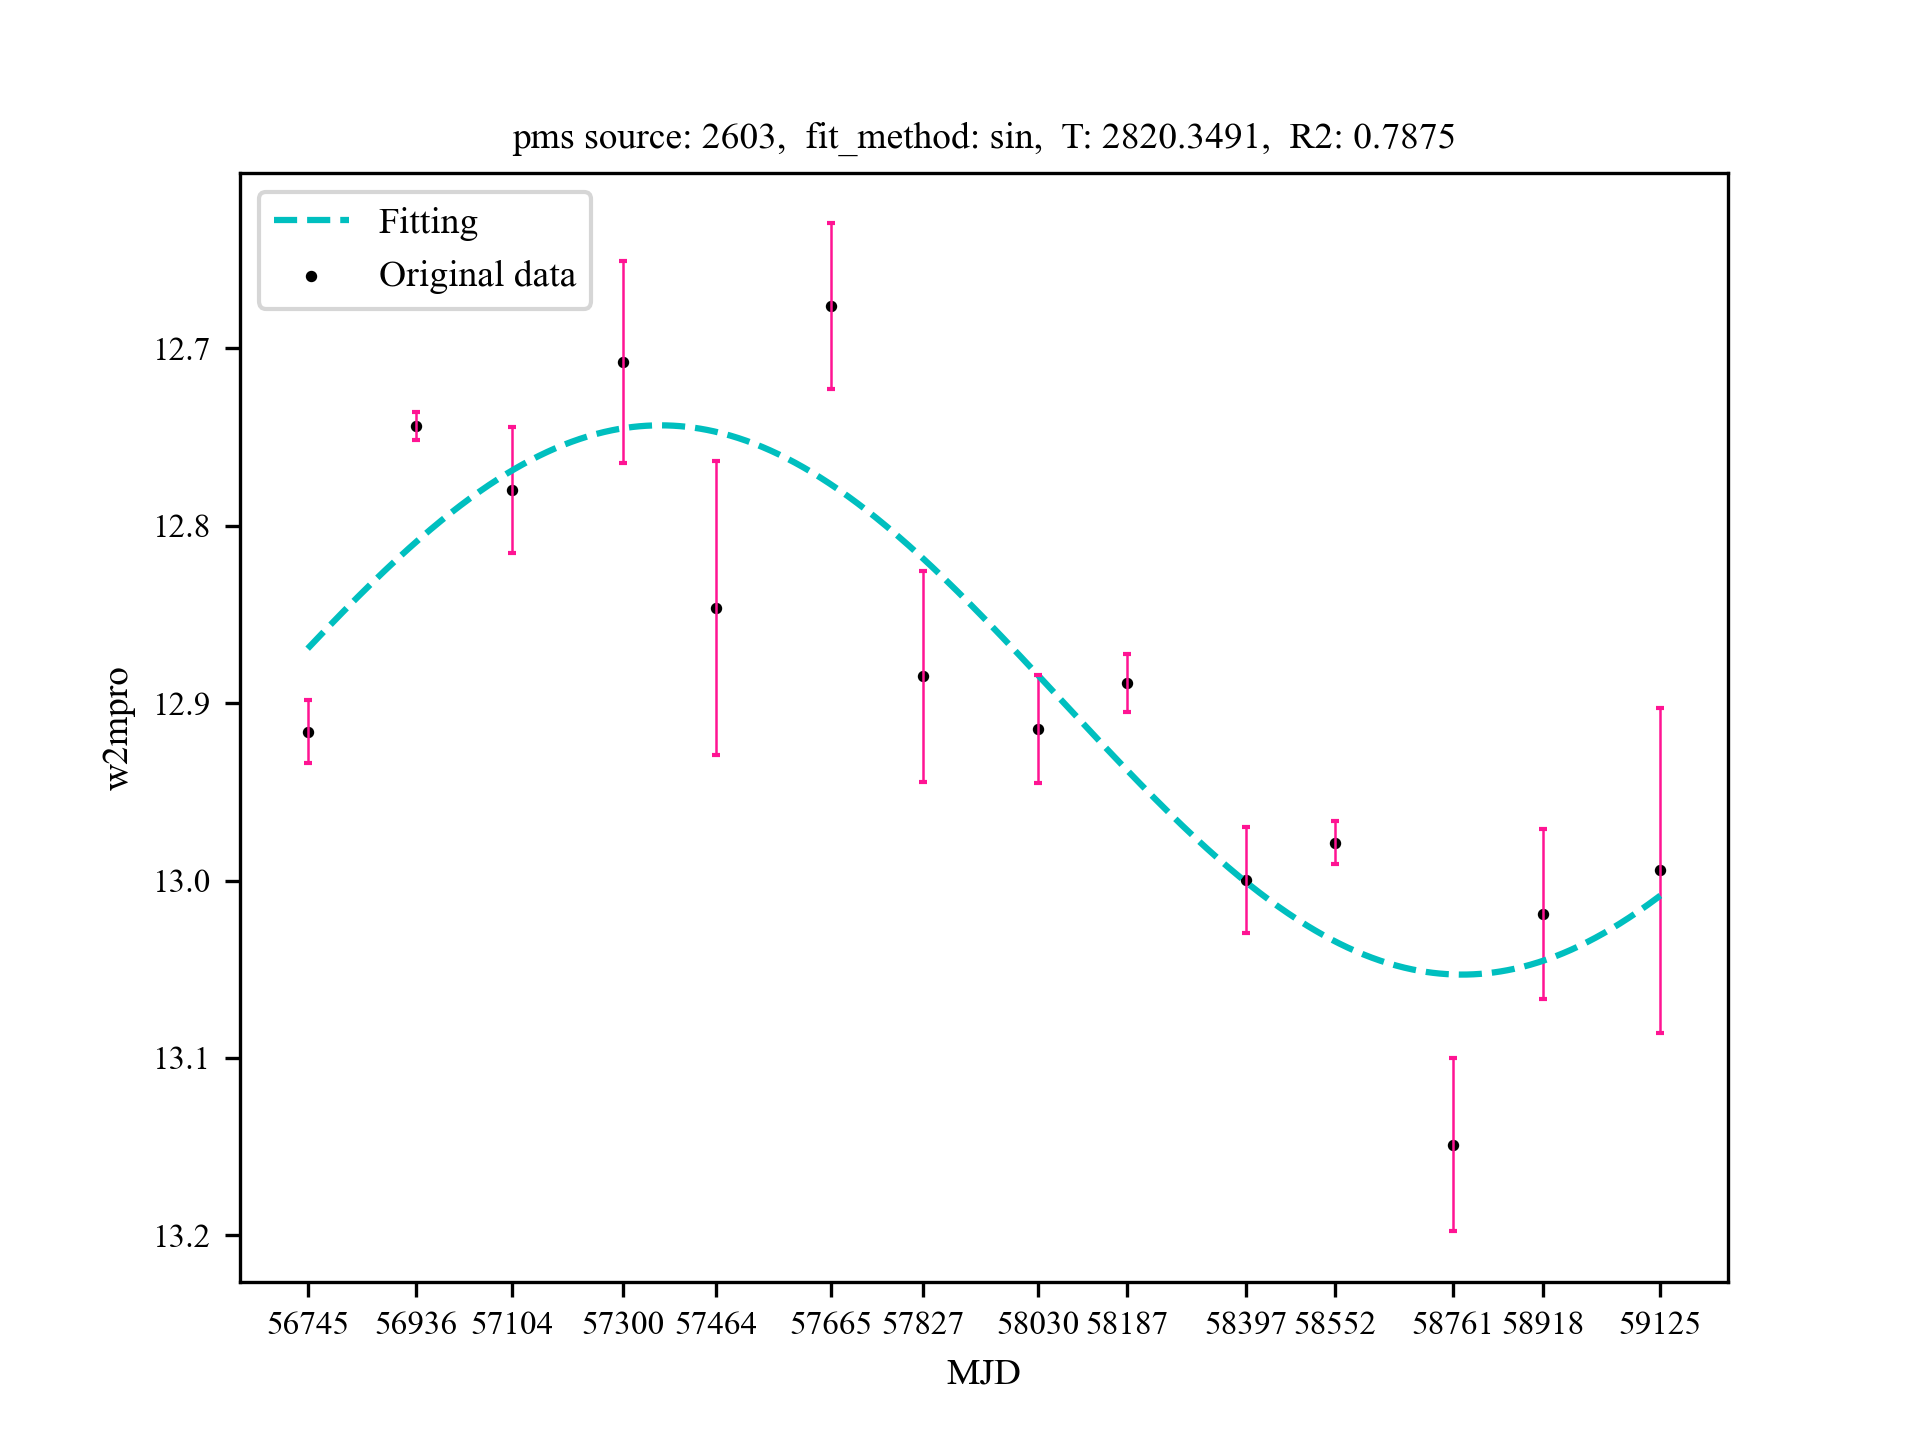 pms source: 2603,  fit_method: sin,  T: 2820.3491,  R2: 0.7875
Fitting
Original data
12.7
12.8
12.9
13.0
13.1
13.2
w2mpro
56745 56936 57104 57300 57464 57665 57827 58030 58187 58397 58552 58761 58918 59125
MJD